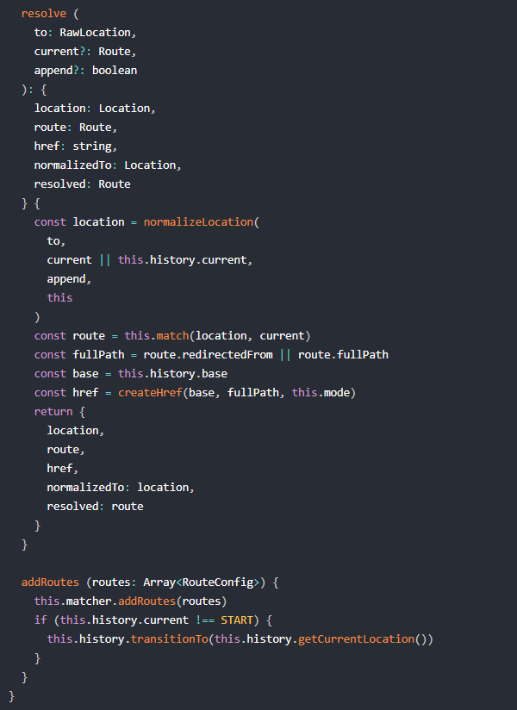 resolve (
to: RawLocation,
current?: Route,
append?: boolean
): {
location: Location,
route: Route,
href: string,
normalizedTo: Location,
resolved: Route
} {
const location = normalizeLocation(
to,
current || this.history.current,
append,
this
)
const route = this.match(location, current)
const fullPath = route.redirectedFrom || route.fullPath
const base = this.history.base
const href = createHref(base, fullPath, this.mode)
return {
location,
route,
href,
normalizedTo: location,
resolved: route
}
}
addRoutes (routes: Array<RouteConfig>) {
this.matcher.addRoutes(routes)
if (this.history.current !== START) {
this.history.transitionTo(this.history.getCurrentLocation())
}
}
}